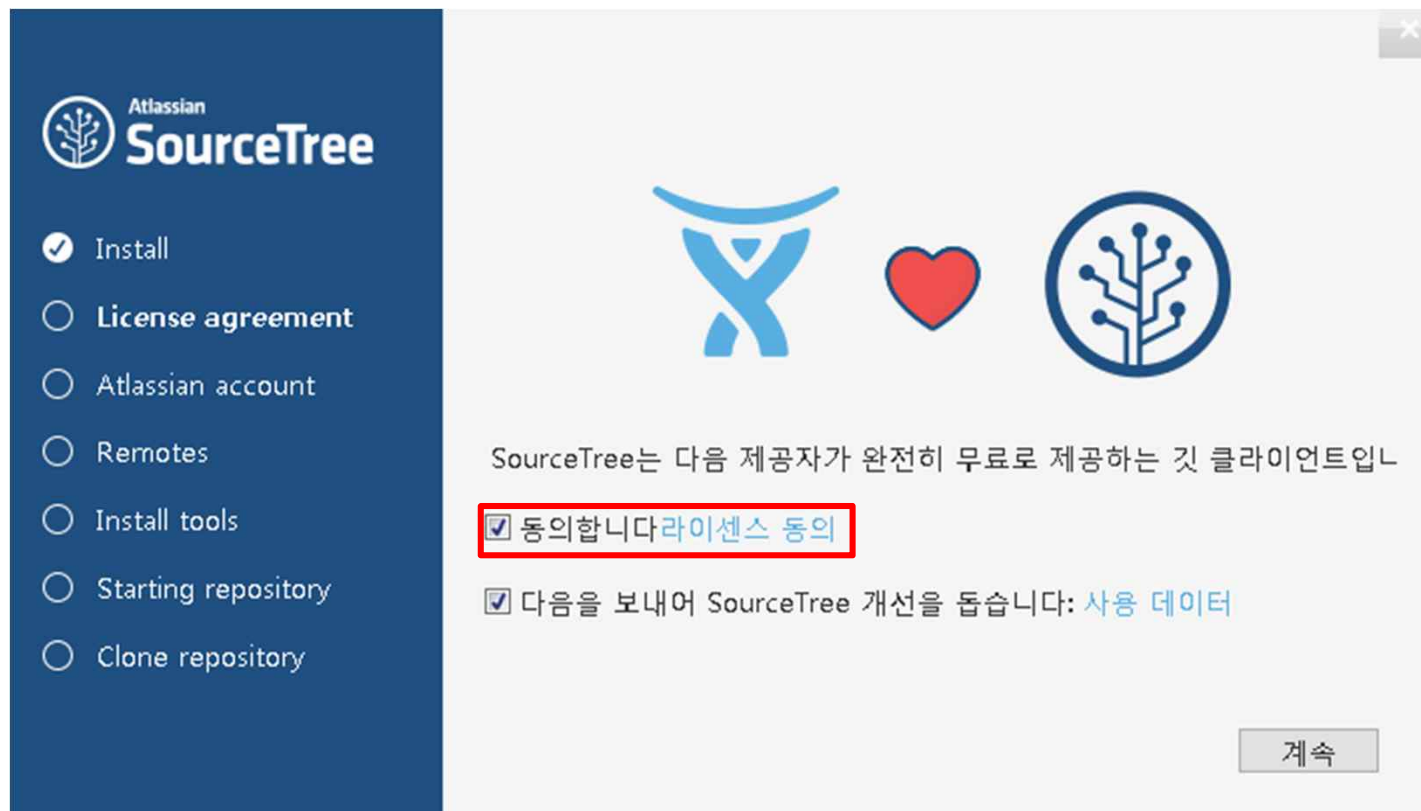 Atlassian
SourceTree
Install
License agreement
Atlassian account
Remotes
Install tools
Starting repository
Clone repository
SourceTree는 다음 제공자가 완전히 무료로 제공하는 깃 클라이언트입ㄴ
동의합니다라이센스 동의
다음을 보내어 SourceTree 개선을 돕습니다: 사용 데이터
계속